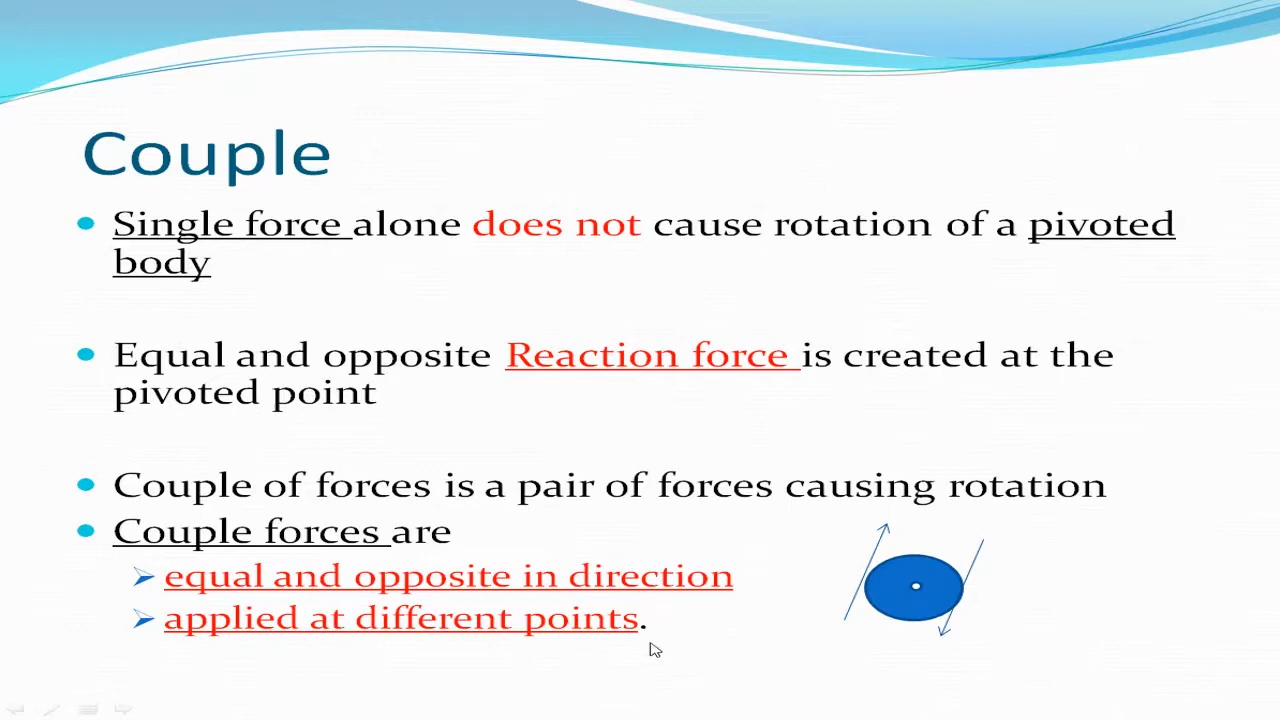 Couple
Single force alone does not cause rotation of a pivoted
body
Equal and opposite Reaction force is created at the
pivoted point
Couple of forces is a pair of forces causing rotation
Couple forces are
equal and opposite in direction
applied at different points.